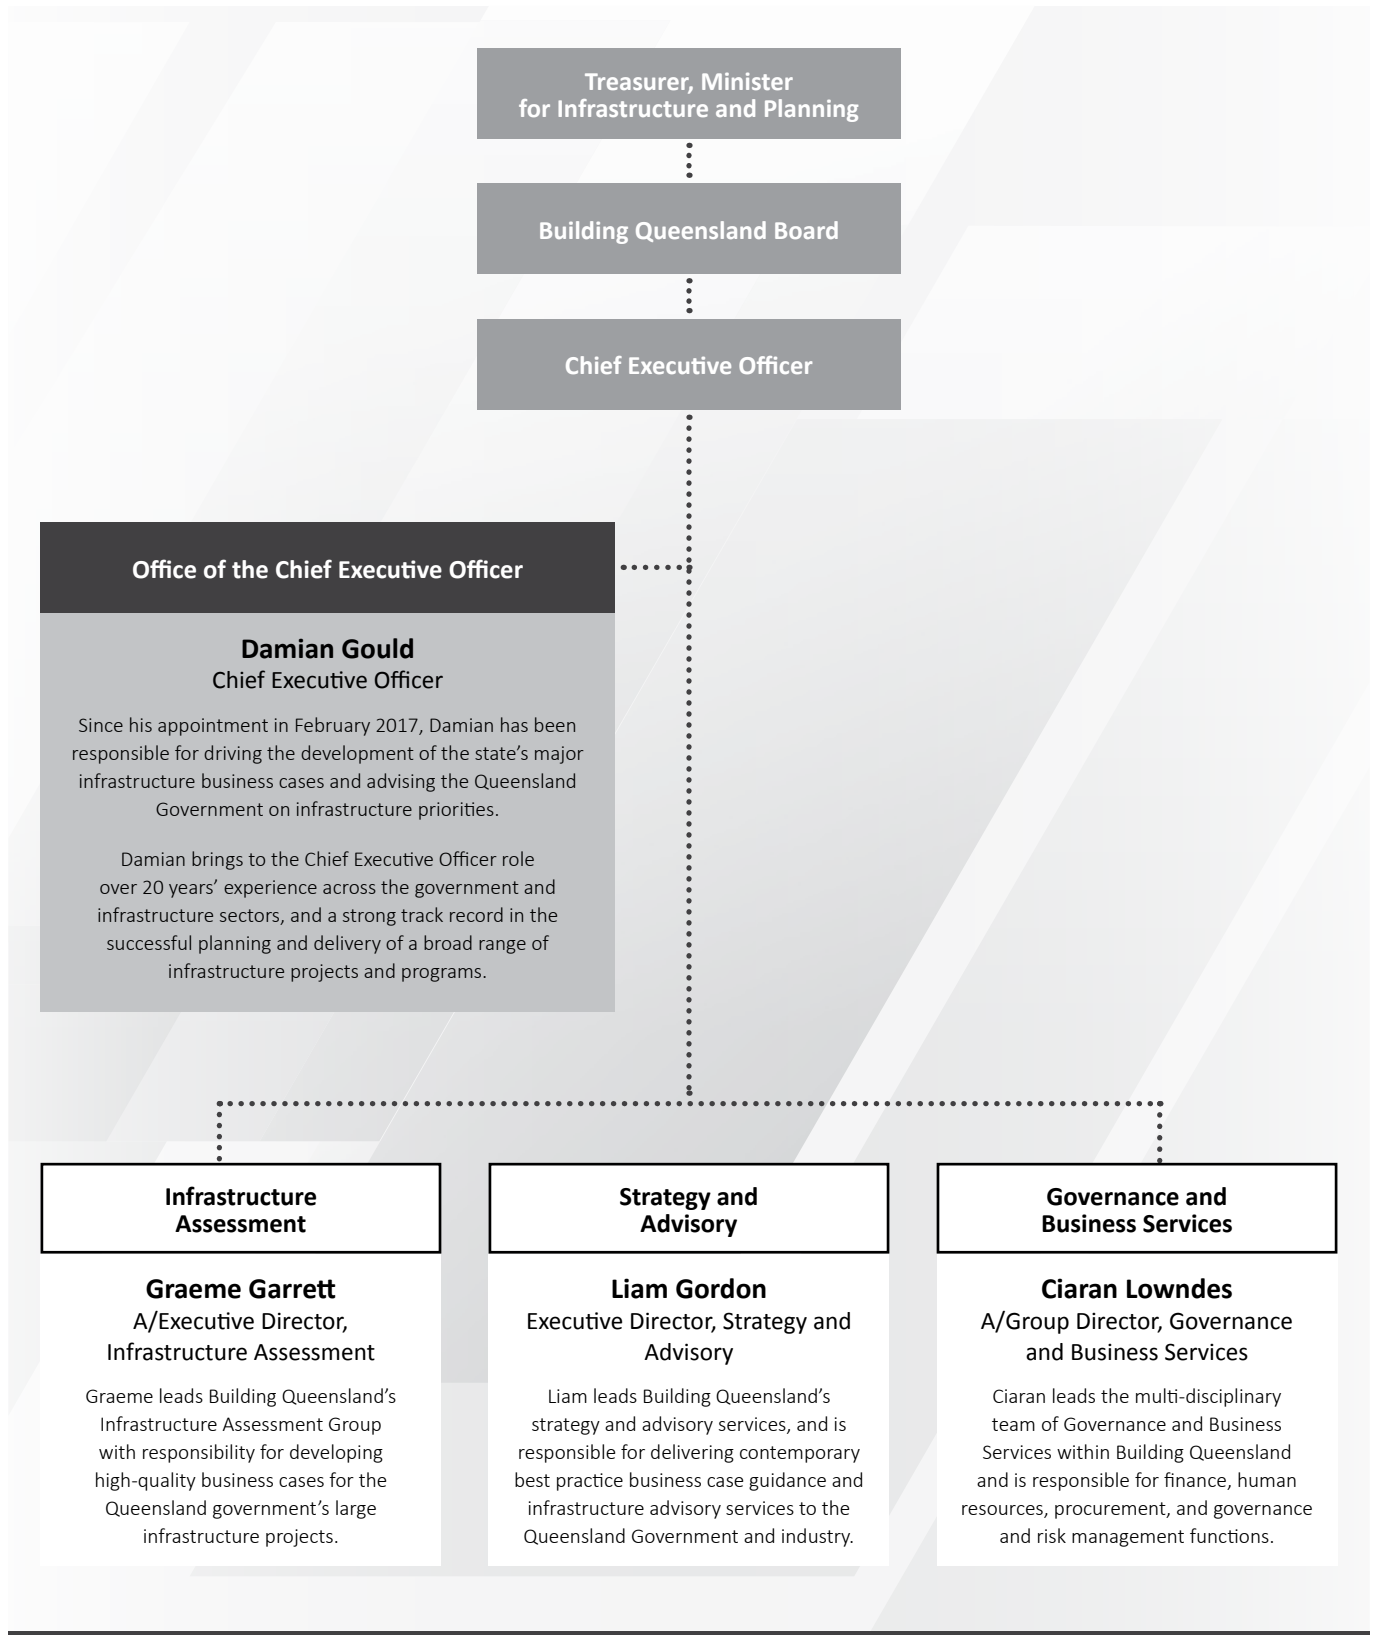 Treasurer, Minister
for Infrastructure and Planning
Building Queensland Board
Chief Executive Officer
Office of the Chief Executive Officer
Damian Gould
Chief Executive Officer
Since his appointment in February 2017, Damian has been
responsible for driving the development of the state’s major
infrastructure business cases and advising the Queensland
Government on infrastructure priorities.
Damian brings to the Chief Executive Officer role
over 20 years’ experience across the government and
infrastructure sectors, and a strong track record in the
successful planning and delivery of a broad range of
infrastructure projects and programs.
Infrastructure
Assessment
Graeme Garrett
A/Executive Director,
Infrastructure Assessment
Graeme leads Building Queensland’s
Infrastructure Assessment Group
with responsibility for developing
high-quality business cases for the
Queensland government’s large
infrastructure projects.
Strategy and
Advisory
Liam Gordon
Executive Director, Strategy and
Advisory
Liam leads Building Queensland’s
strategy and advisory services, and is
responsible for delivering contemporary
best practice business case guidance and
infrastructure advisory services to the
Queensland Government and industry.
Governance and
Business Services
Ciaran Lowndes
A/Group Director, Governance
and Business Services
Ciaran leads the multi-disciplinary
team of Governance and Business
Services within Building Queensland
and is responsible for finance, human
resources, procurement, and governance
and risk management functions.